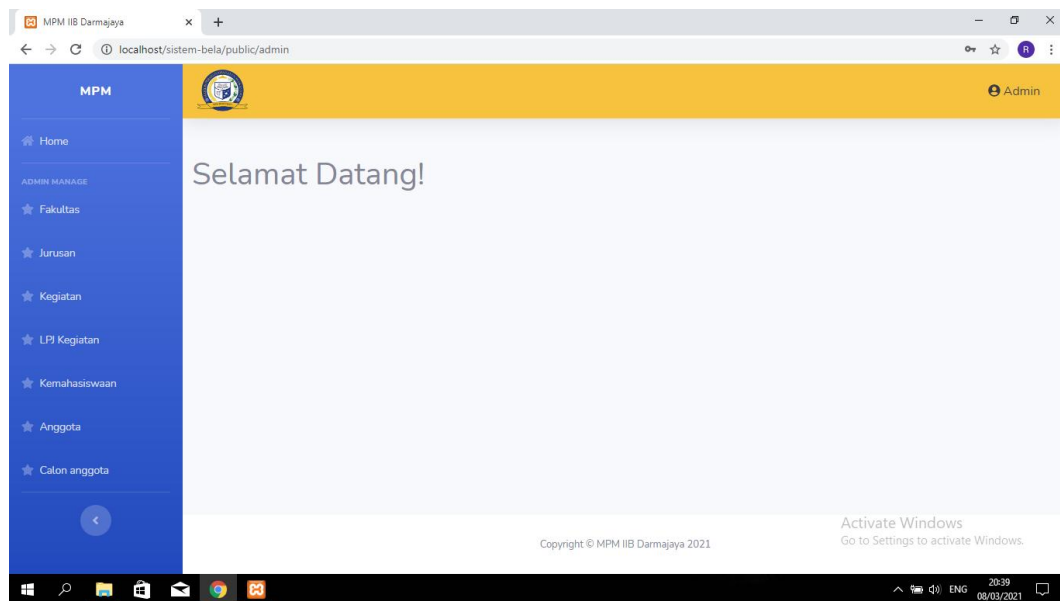 MPM IIB Darmajaya
localhost/sistem-bela/public/admin
R
MPM
Admin
Home
Selamat Datang!
ADMIN MANAGE
Fakultas
Jurusan
Kegiatan
LPJ Kegiatan
Kemahasiswaan
Anggota
Calon anggota
Activate Windows
Go to Settings to activate Windows.
Copyright © MPM IIB Darmajaya 2021
ENG
20:39
08/03/2021